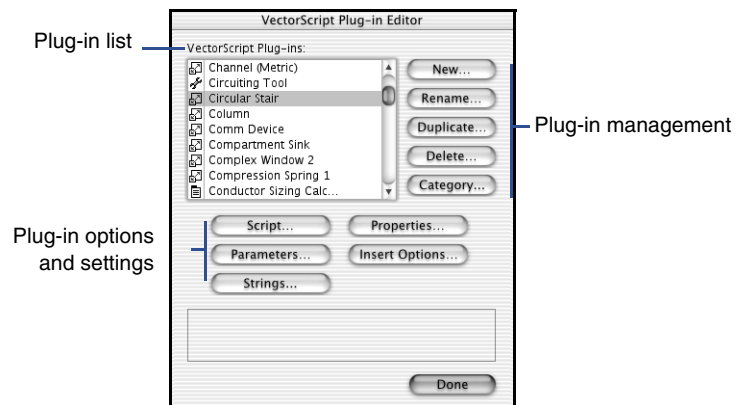 VectorScript Plug-in Editor
Plug-in list
VectorScript Plug-ins:
Channel (Metric)
Circuiting Tool
Circular Stair
Column
Comm Device
Compartment Sink
Complex Window 2
Compression Spring 1
Conductor Sizing Calc...
New...
Rename...
Duplicate...
Delete...
Category...
Plug-in management
Plug-in options
and settings
Script...
Properties...
Parameters...
Insert Options...
Strings...
Done